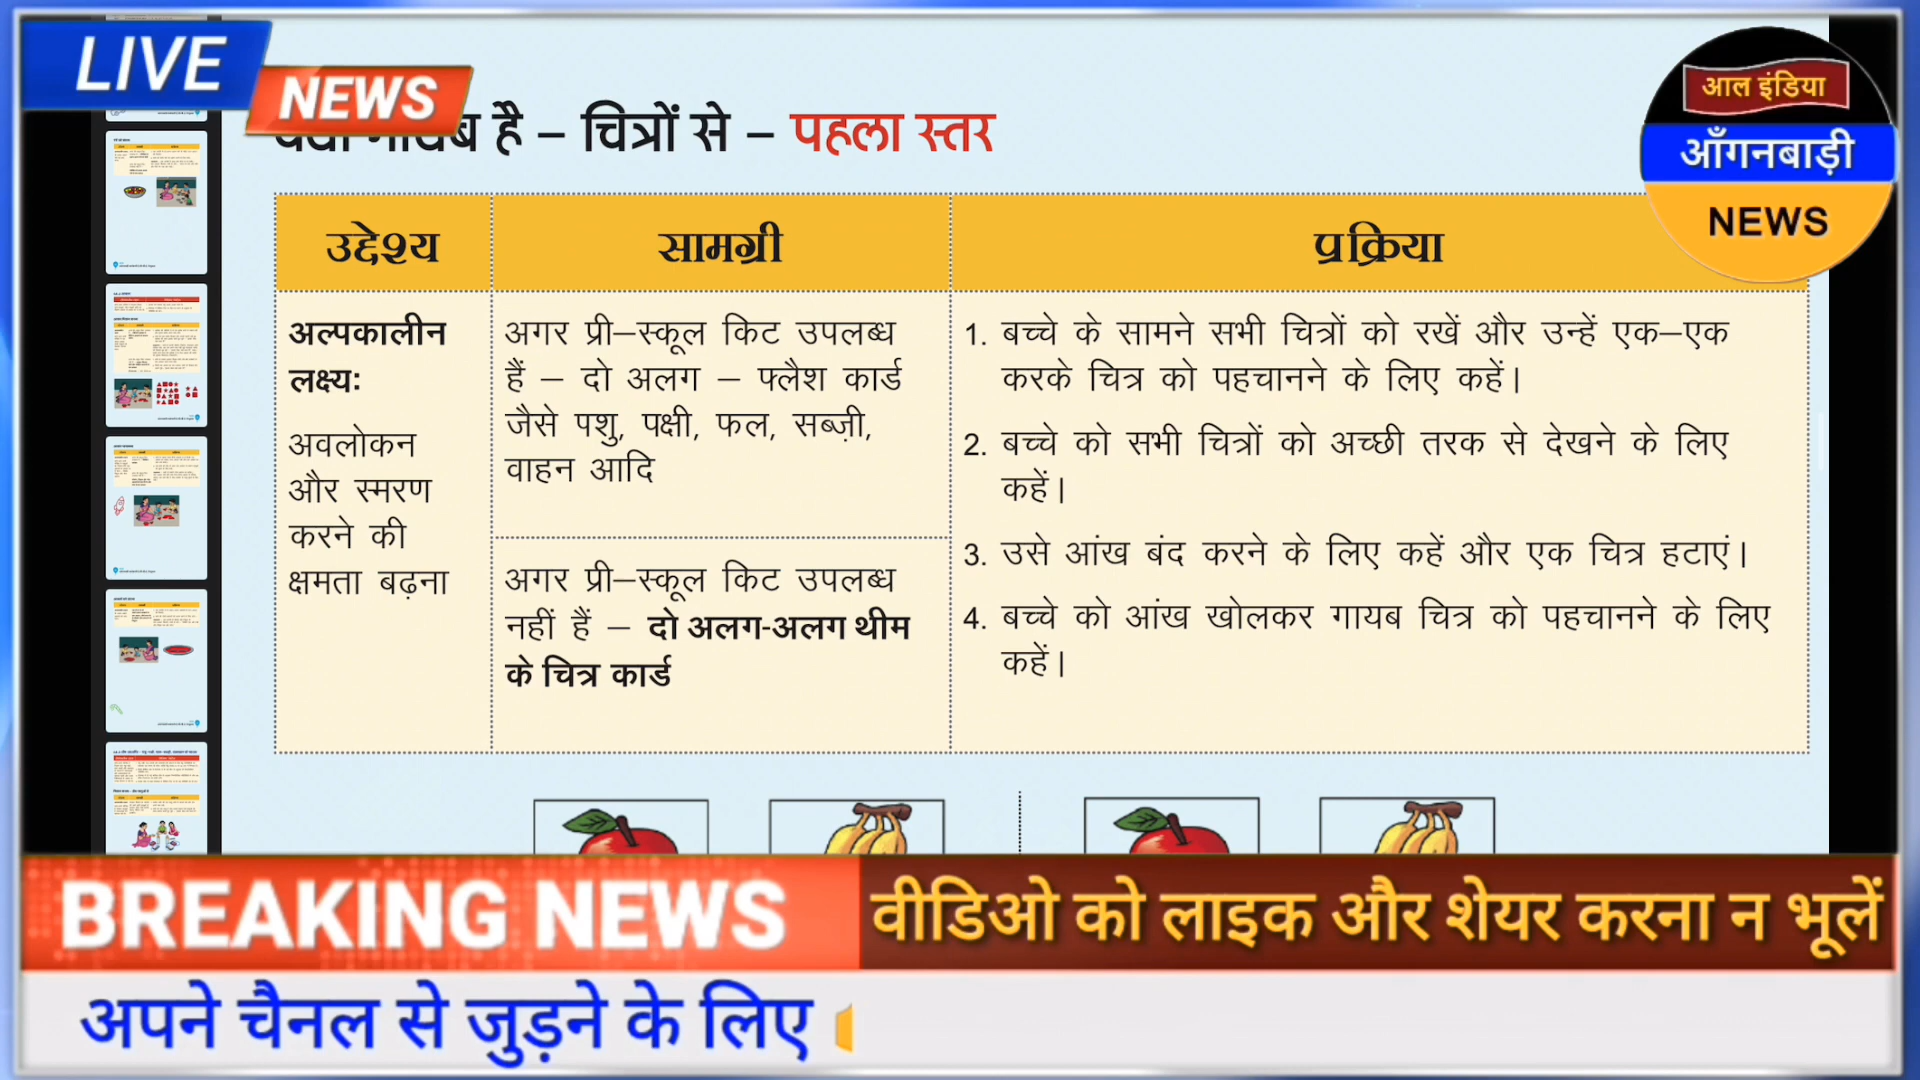 LIVE
NEWS
है – चित्रों से – पहला स्तर
आल इंडिया
आँगनबाड़ी
NEWS
उद्देश्य
सामग्री
प्रक्रिया
अल्पकालीन
लक्ष्य:
अवलोकन
और स्मरण
करने की
क्षमता बढ़ना
अगर प्री–स्कूल किट उपलब्ध
हैं – दो अलग – फ्लैश कार्ड
जैसे पशु, पक्षी, फल, सब्ज़ी,
वाहन आदि
अगर प्री–स्कूल किट उपलब्ध
नहीं हैं – दो अलग-अलग थीम
के चित्र कार्ड
1. बच्चे के सामने सभी चित्रों को रखें और उन्हें एक–एक
करके चित्र को पहचानने के लिए कहें।
2. बच्चे को सभी चित्रों को अच्छी तरक से देखने के लिए
कहें।
3. उसे आंख बंद करने के लिए कहें और एक चित्र हटाएं।
4. बच्चे को आंख खोलकर गायब चित्र को पहचानने के लिए
कहें।
BREAKING NEWS
वीडिओ को लाइक और शेयर करना न भूलें
अपने चैनल से जुड़ने के लिए